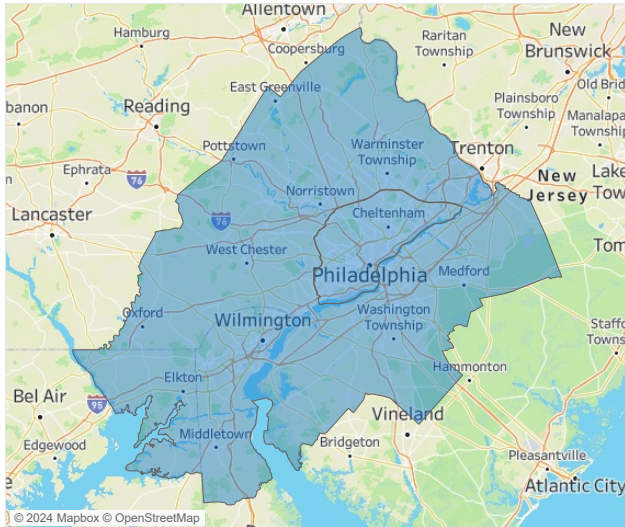 Allentown
Hamburg
Coopersburg
Raritan
Township
New
Brunswick
East Greenville
Old Brid
Reading
Plainsboro
Township
banon
Manalapa
Township
Pottstown
Warminster
Township
Trenton
Ephrata
76
New
Jersey
Lake
Tow
n
Norristown
Lancaster
76
Cheltenham
West Chester
Tom
Philadelphia
Medford
Oxford
Wilmington
Washington
Township
Staffo
Towns
Hammonton
Elkton
Bel Air
95
Vineland
Middletown
Edgewood
Bridgeton
Pleasantville
Atlantic City
e
© 2024 Mapbox © OpenStreetMap